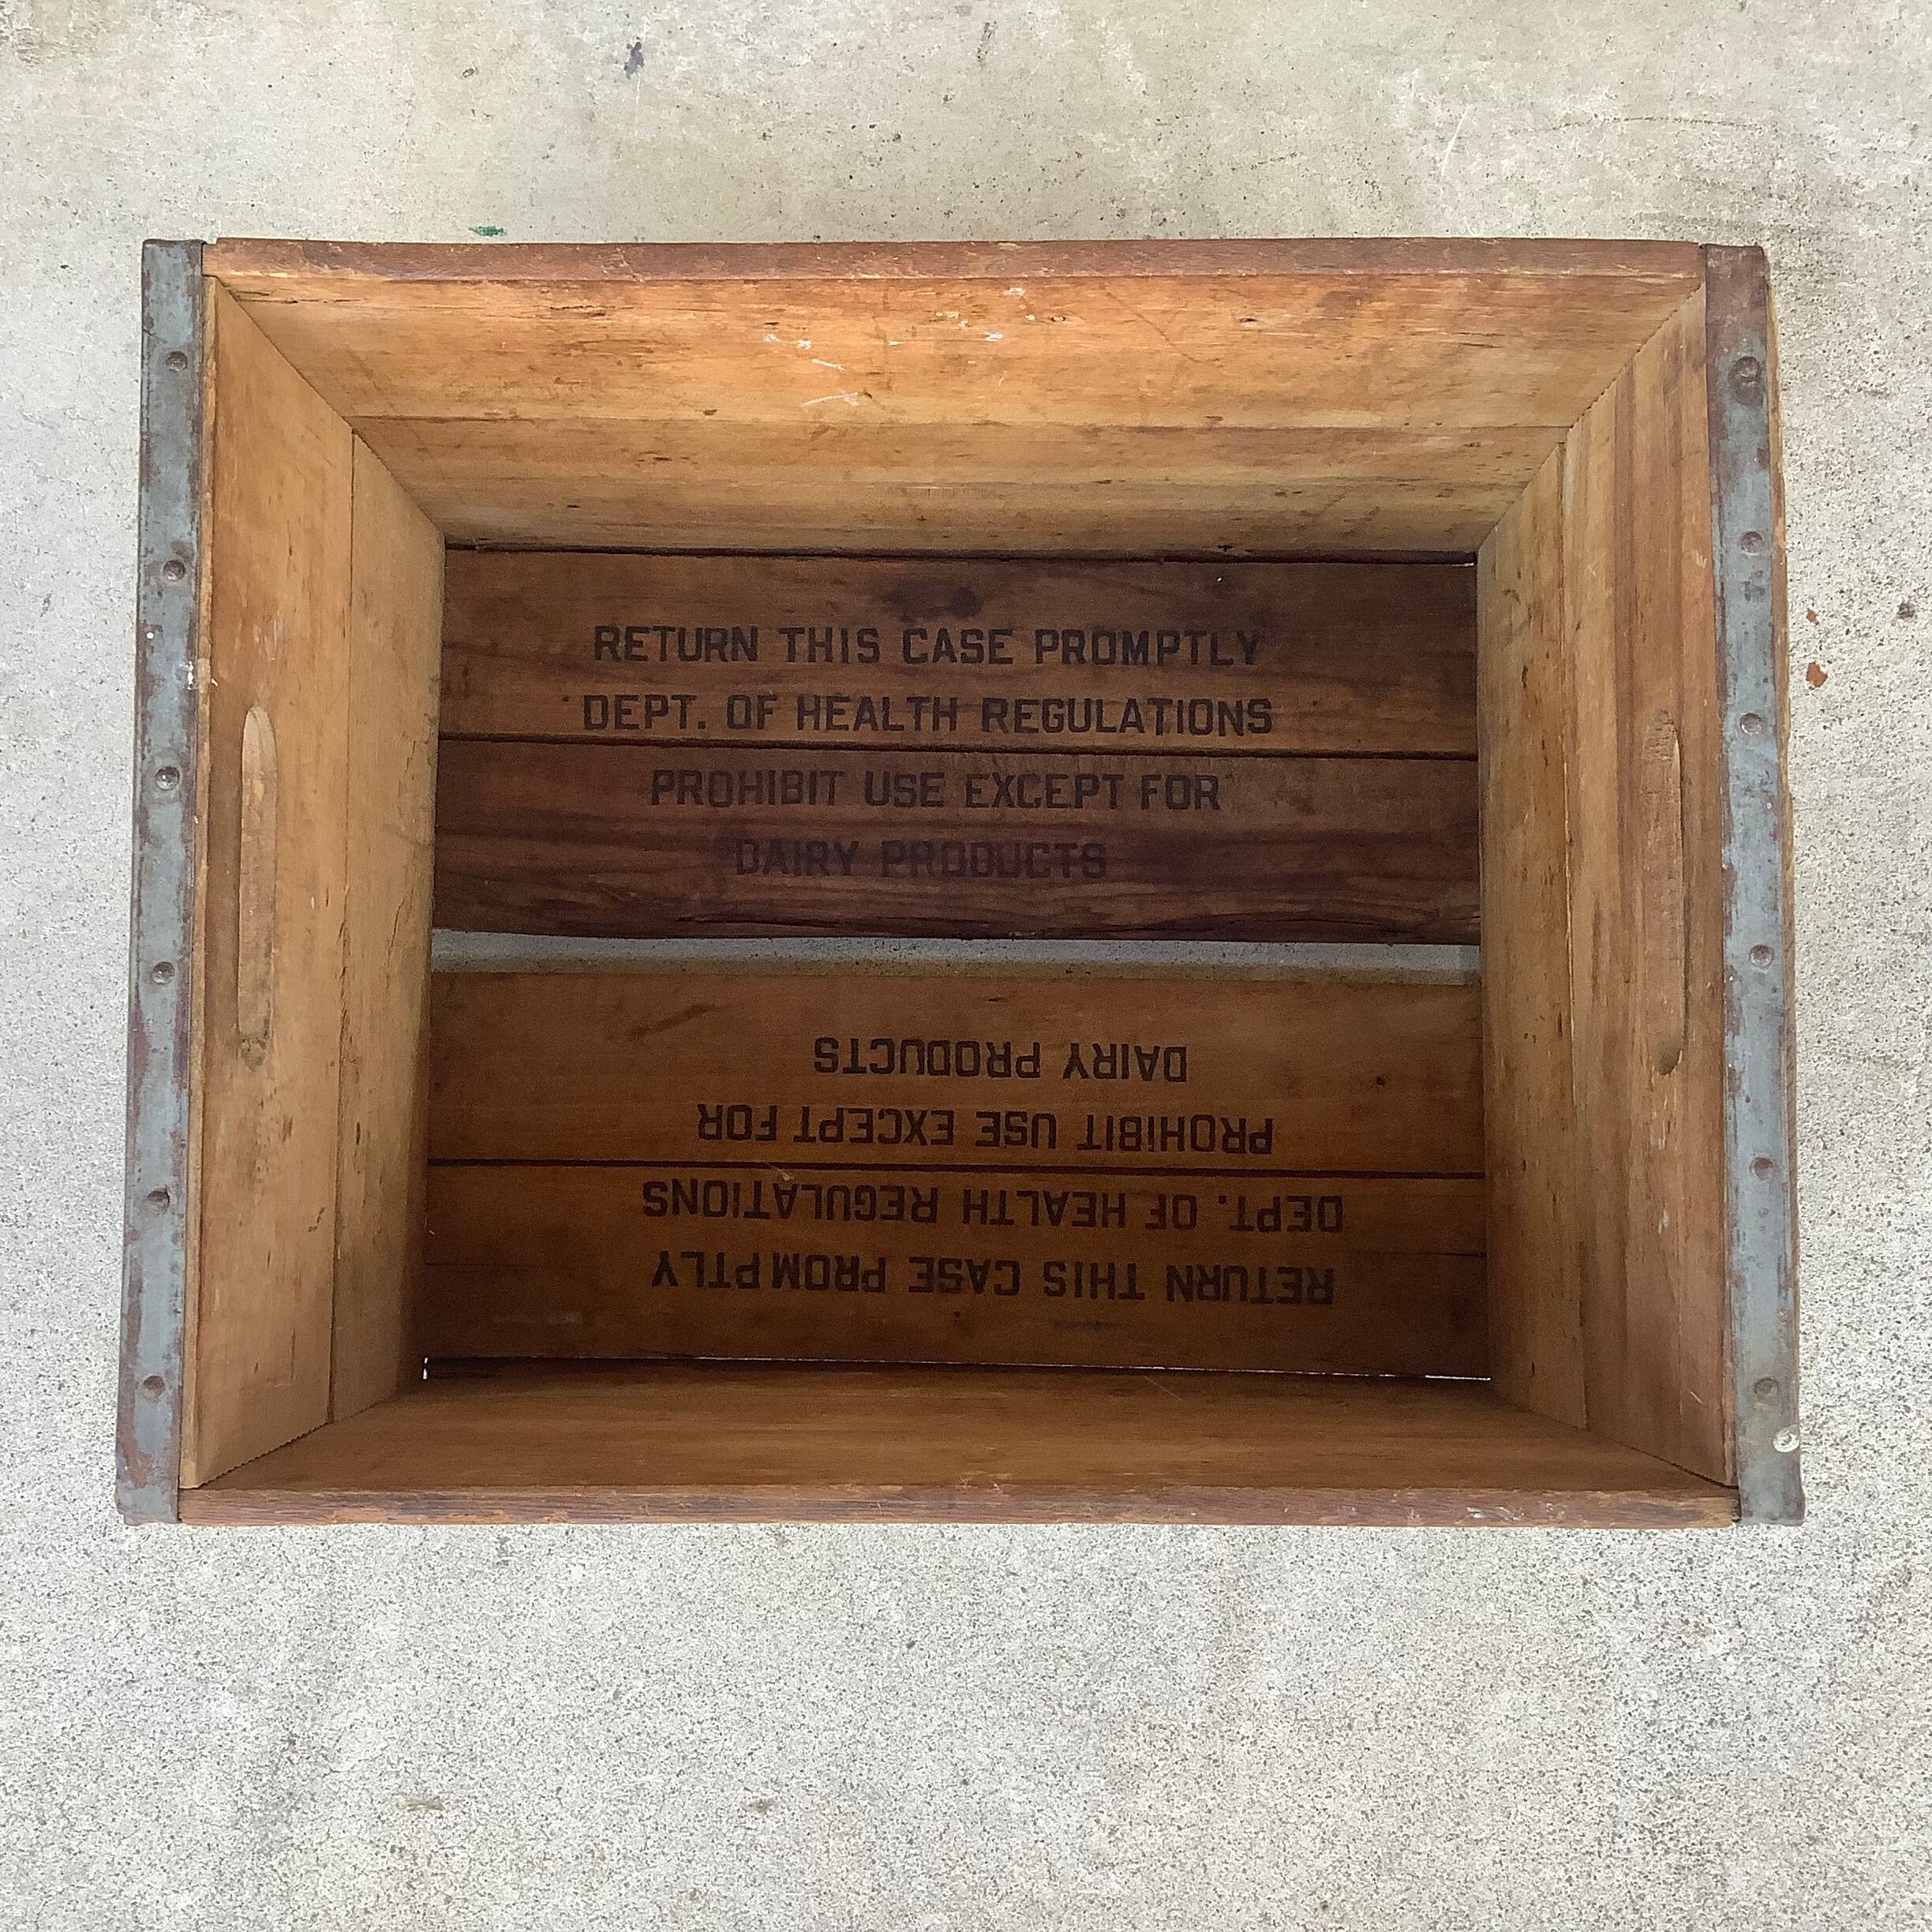 RETURN THIS CASE PROMPTLY
DEPT. OF HEALTH REGULATIONS
PROHIBIT USE EXCEPT FOR
DAIRY PRODUCTS
RETURN THIS CASE PROMPTLY
DEPT. OF HEALTH REGULATIONS
PROHIBIT USE EXCEPT FOR
DAIRY PRODUCTS